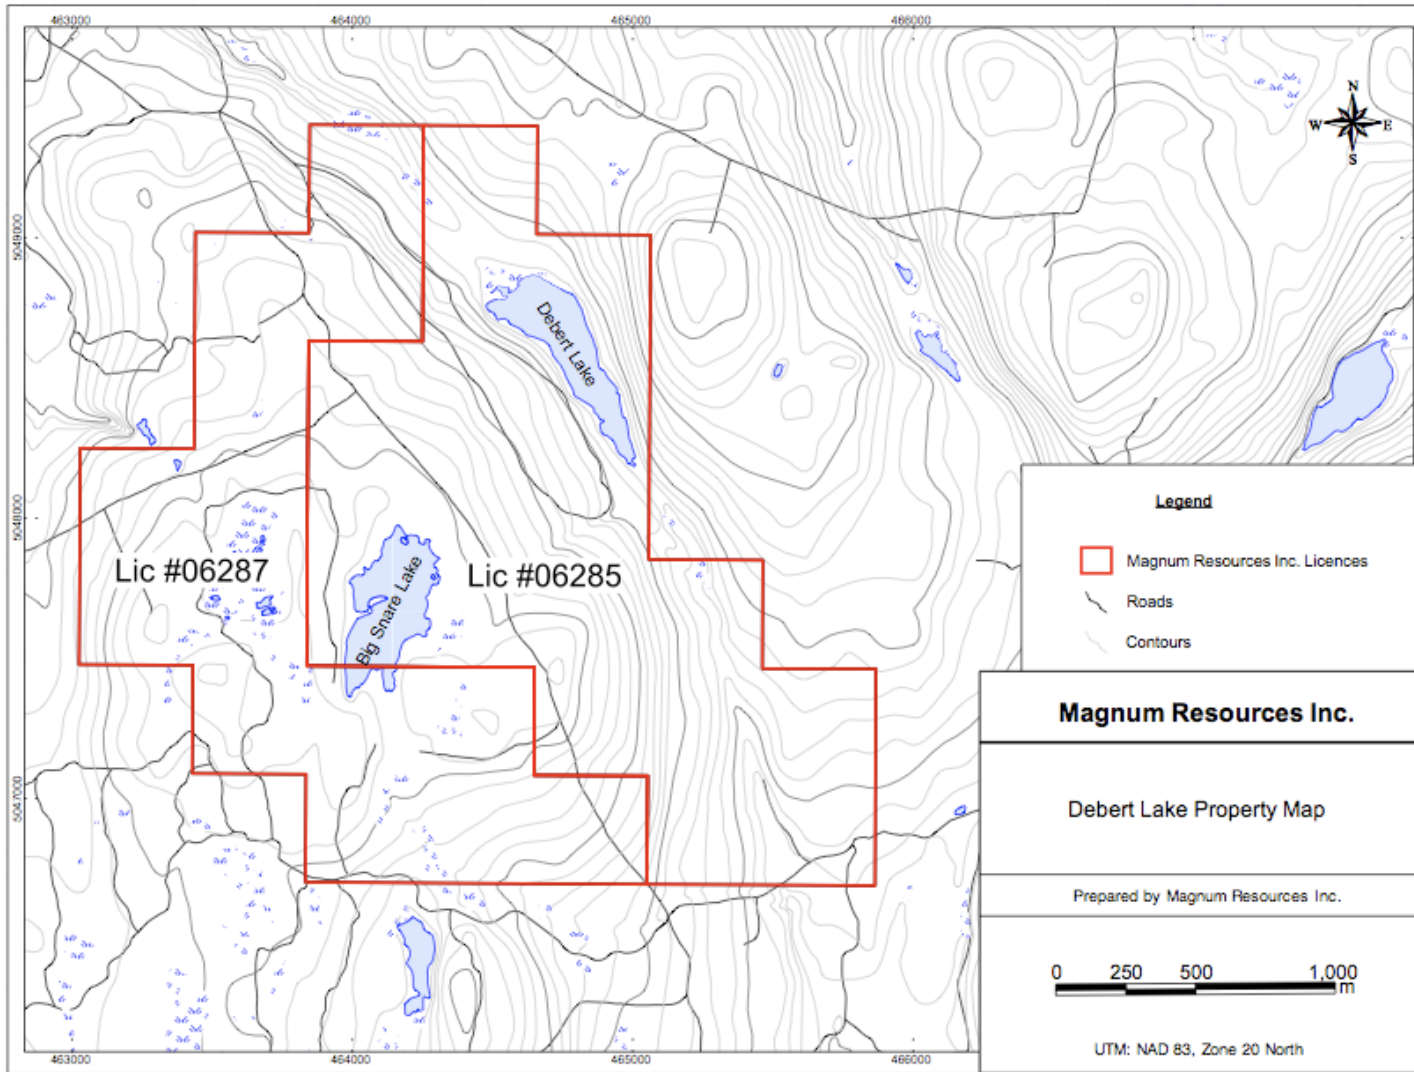 463000 464000 465000 466000
N
W E
S
5049000
5048000
5047000
Debert Lake
Big Snare Lake
Lic #06287
Lic #06285
Legend
Magnum Resources Inc. Licences
Roads
Contours
Magnum Resources Inc.
Debert Lake Property Map
Prepared by Magnum Resources Inc.
0 250 500 1,000
m
UTM: NAD 83, Zone 20 North
463000 464000 465000 466000